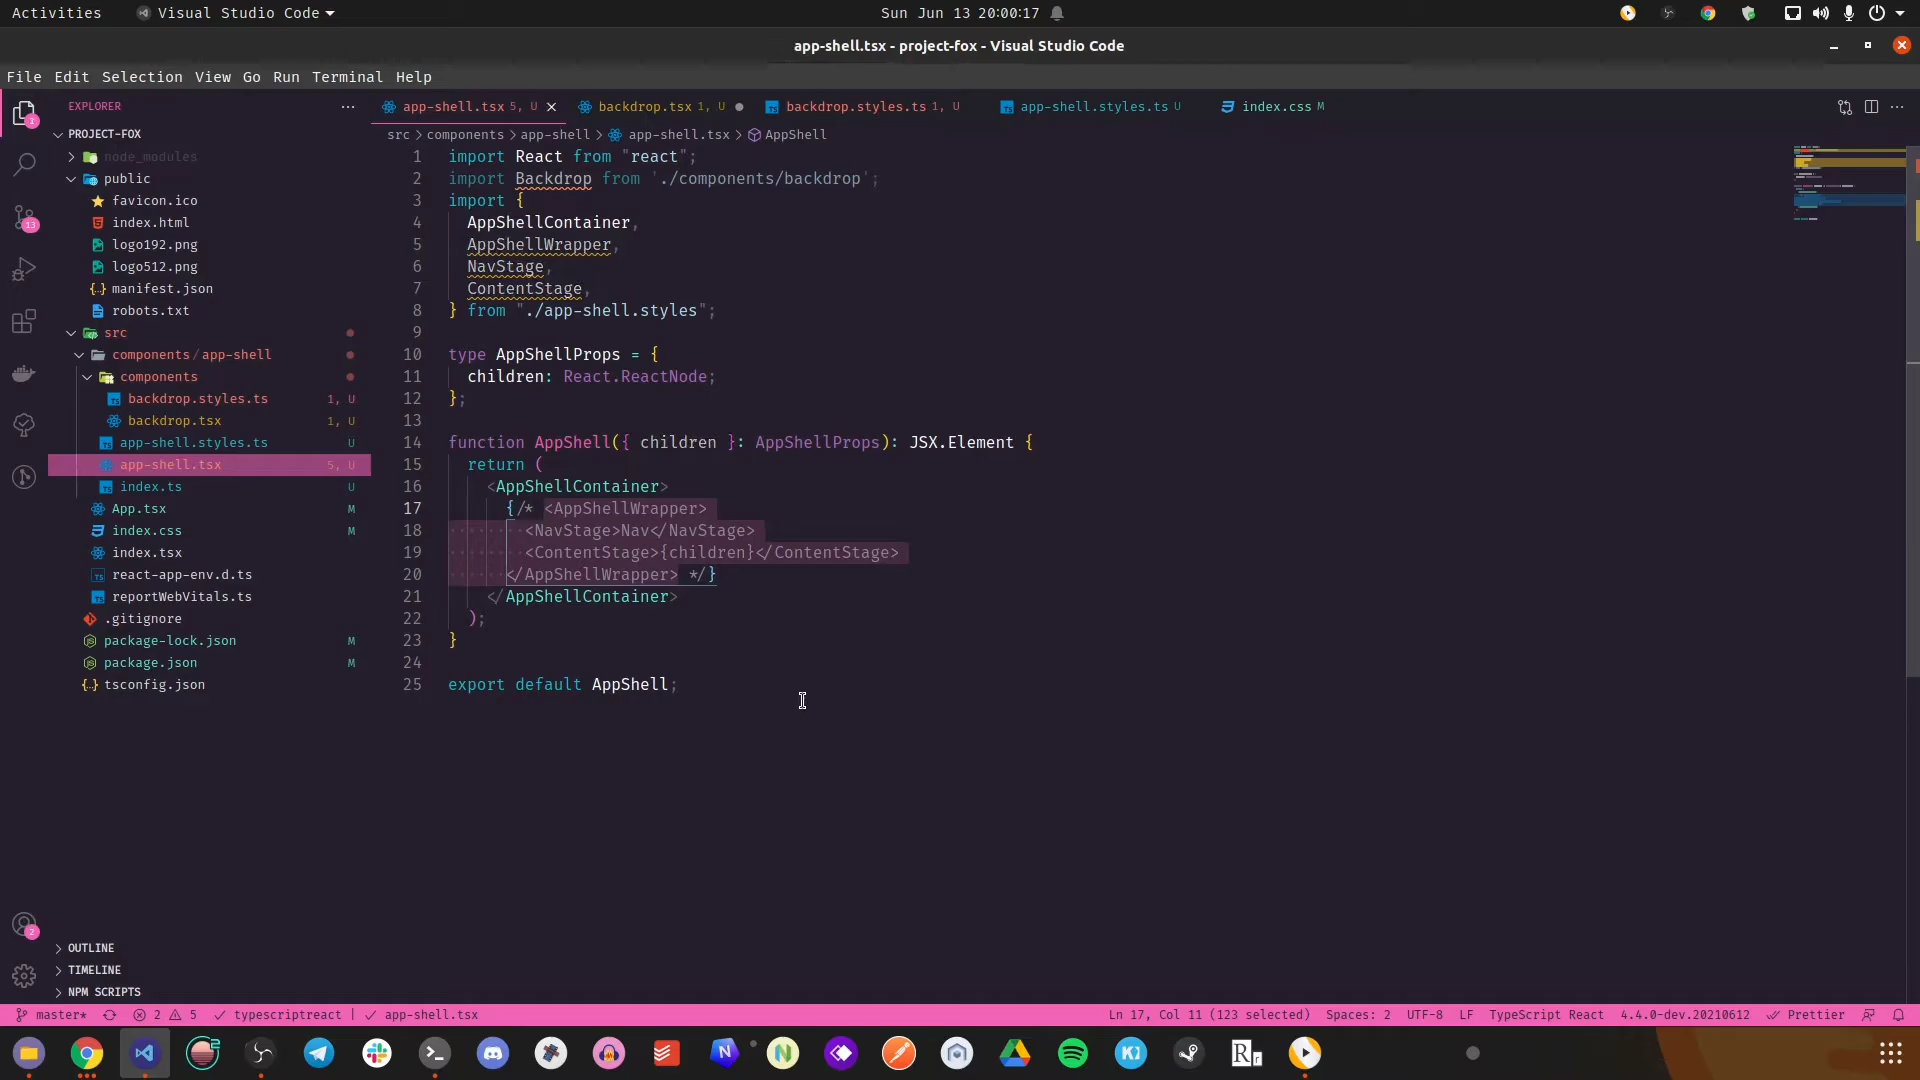 Activities
Visual Studio Code
Sun Jun 13 20:00:17
app-shell.tsx - project-fox - Visual Studio Code
File Edit Selection View Go Run Terminal Help
EXPLORER
app-shell.tsx 5, U
backdrop.tsx 1, U
backdrop.styles.ts 1, U
app-shell.styles.ts U
index.css M
src > components > app-shell > app-shell.tsx > AppShell
PROJECT-FOX
node_modules
public
favicon.ico
index.html
logo192.png
logo512.png
manifest.json
robots.txt
src
components/app-shell
components
backdrop.styles.ts 1, U
backdrop.tsx 1, U
app-shell.styles.ts U
app-shell.tsx 5, U
index.ts U
App.tsx M
index.css M
index.tsx
react-app-env.d.ts
reportWebVitals.ts
.gitignore
package-lock.json M
package.json M
tsconfig.json
OUTLINE
TIMELINE
NPM SCRIPTS
1
13
2
1 import React from "react";
2 import Backdrop from './components/backdrop';
3 import {
4 AppShellContainer,
5 AppShellWrapper,
6 NavStage,
7 ContentStage,
8 } from "./app-shell.styles";
9
10 type AppShellProps = {
11 children: React.ReactNode;
12 };
13
14 function AppShell({ children }: AppShellProps): JSX.Element {
15 return (
16 <AppShellContainer>
17 {/* <AppShellWrapper>
18 <NavStage>Nav</NavStage>
19 <ContentStage>{children}</ContentStage>
20 </AppShellWrapper> */}
21 </AppShellContainer>
22 );
23 }
24
25 export default AppShell;
master* 2 5 typescriptreact | app-shell.tsx
Ln 17, Col 11 (123 selected) Spaces: 2 UTF-8 LF TypeScript React 4.4.0-dev.20210612 Prettier